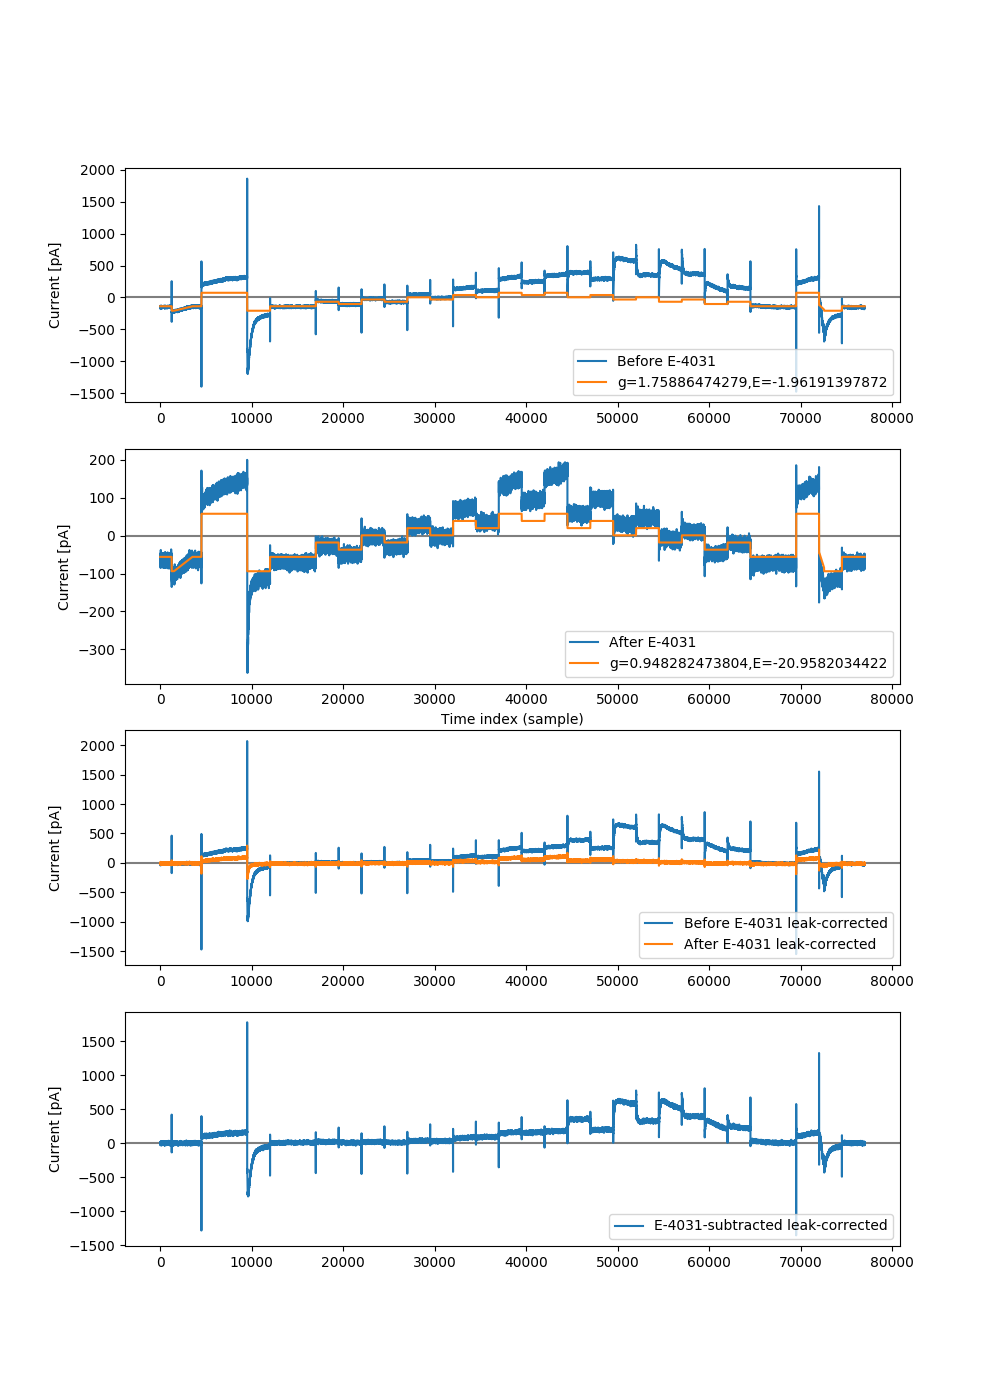 2000
1500
1000
500
0
−500
−1000
−1500
Current [pA]
Before E-4031
g=1.75886474279,E=-1.96191397872
0 10000 20000 30000 40000 50000 60000 70000 80000
200
100
0
−100
−200
−300
Current [pA]
After E-4031
g=0.948282473804,E=-20.9582034422
0 10000 20000 30000 40000 50000 60000 70000 80000
Time index (sample)
2000
1500
1000
500
0
−500
−1000
−1500
Current [pA]
Before E-4031 leak-corrected
After E-4031 leak-corrected
0 10000 20000 30000 40000 50000 60000 70000 80000
1500
1000
500
0
−500
−1000
−1500
Current [pA]
E-4031-subtracted leak-corrected
0 10000 20000 30000 40000 50000 60000 70000 80000